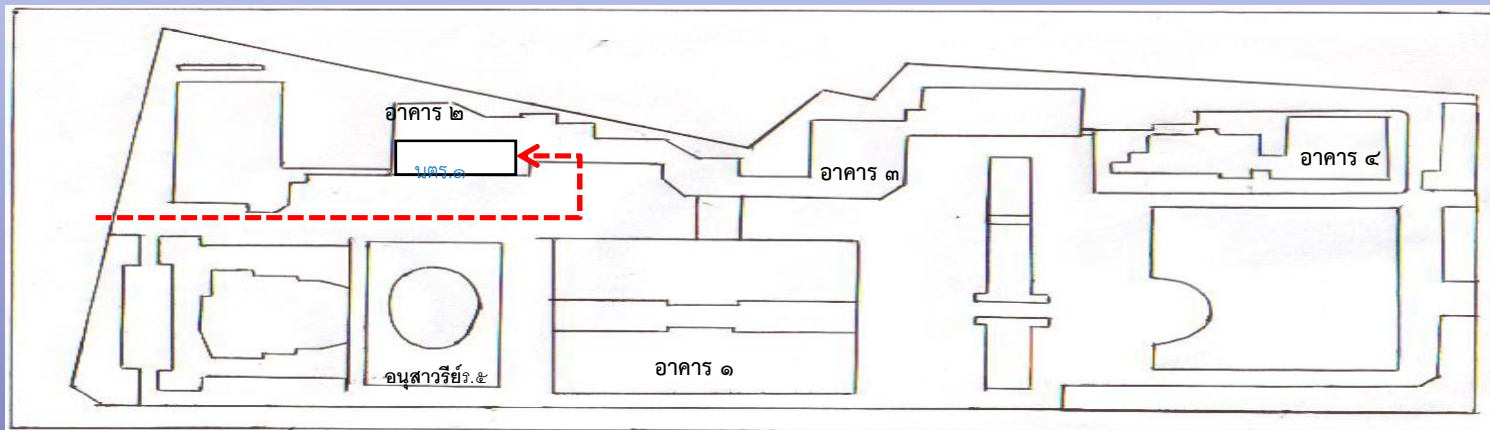 อาคาร ๒
มตร.๑
อาคาร ๓
อาคาร ๔
อนุสาวรีย์ร.๕
อาคาร ๑